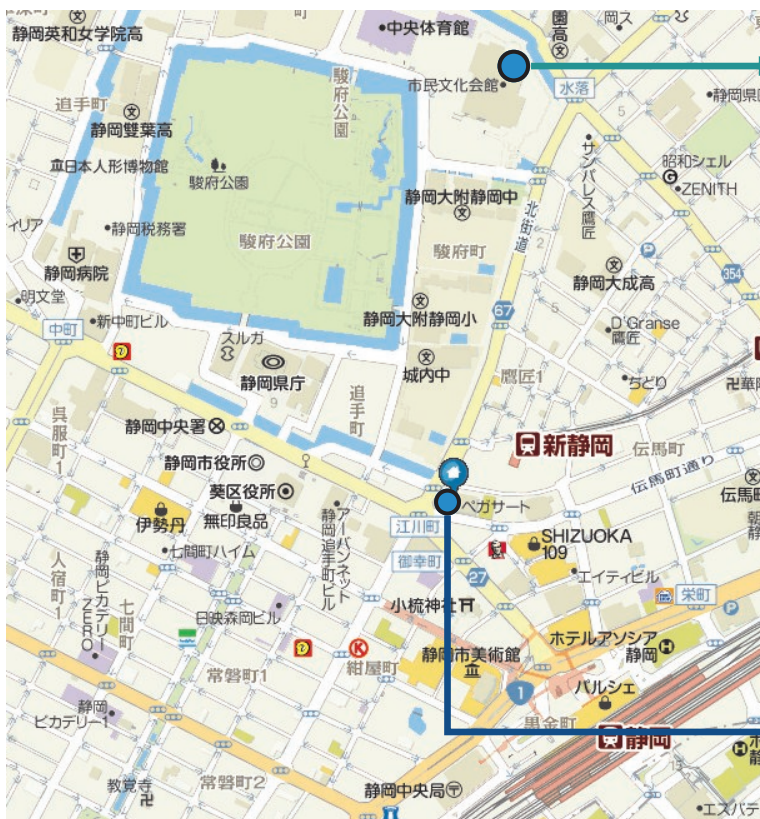 静岡英和女学院高
追手町
静岡雙葉高
日本人形博物館
静岡税務署
静岡病院
明文堂
中町
新中町ビル
駿府公園
駿府公園
駿府公園
中央体育館
市民文化会館
水落
5
静岡県
サンパレス鷹匠
昭和シェル
ZENITH
静岡大附静岡中
駿府町
北街道
2
静岡大成高
354
67
静岡大附静岡小
D'Granse
鷹匠
ちどり
鷹匠1
城内中
スルガ
静岡県庁
9
追手町
呉服町1
静岡中央署
静岡市役所
葵区役所
無印良品
伊勢丹
七間町ハイム
アーバンネット
静岡追手町ビル
新静岡
伝馬町
伝馬町通り
伝馬町
ペガサート
江川町
御幸町
SHIZUOKA
109
27
エイティビル
栄町
人宿町1
静岡ピカデリー
ZERO
七間町
日映森岡ビル
小梳神社
ホテルアソシア
静岡
静岡市美術館
紺屋町
常磐町1
パルシェ
1
黒金町
静岡
静岡
ピカデリー1
常磐町2
教覚寺
静岡中央局
15
エスパテ